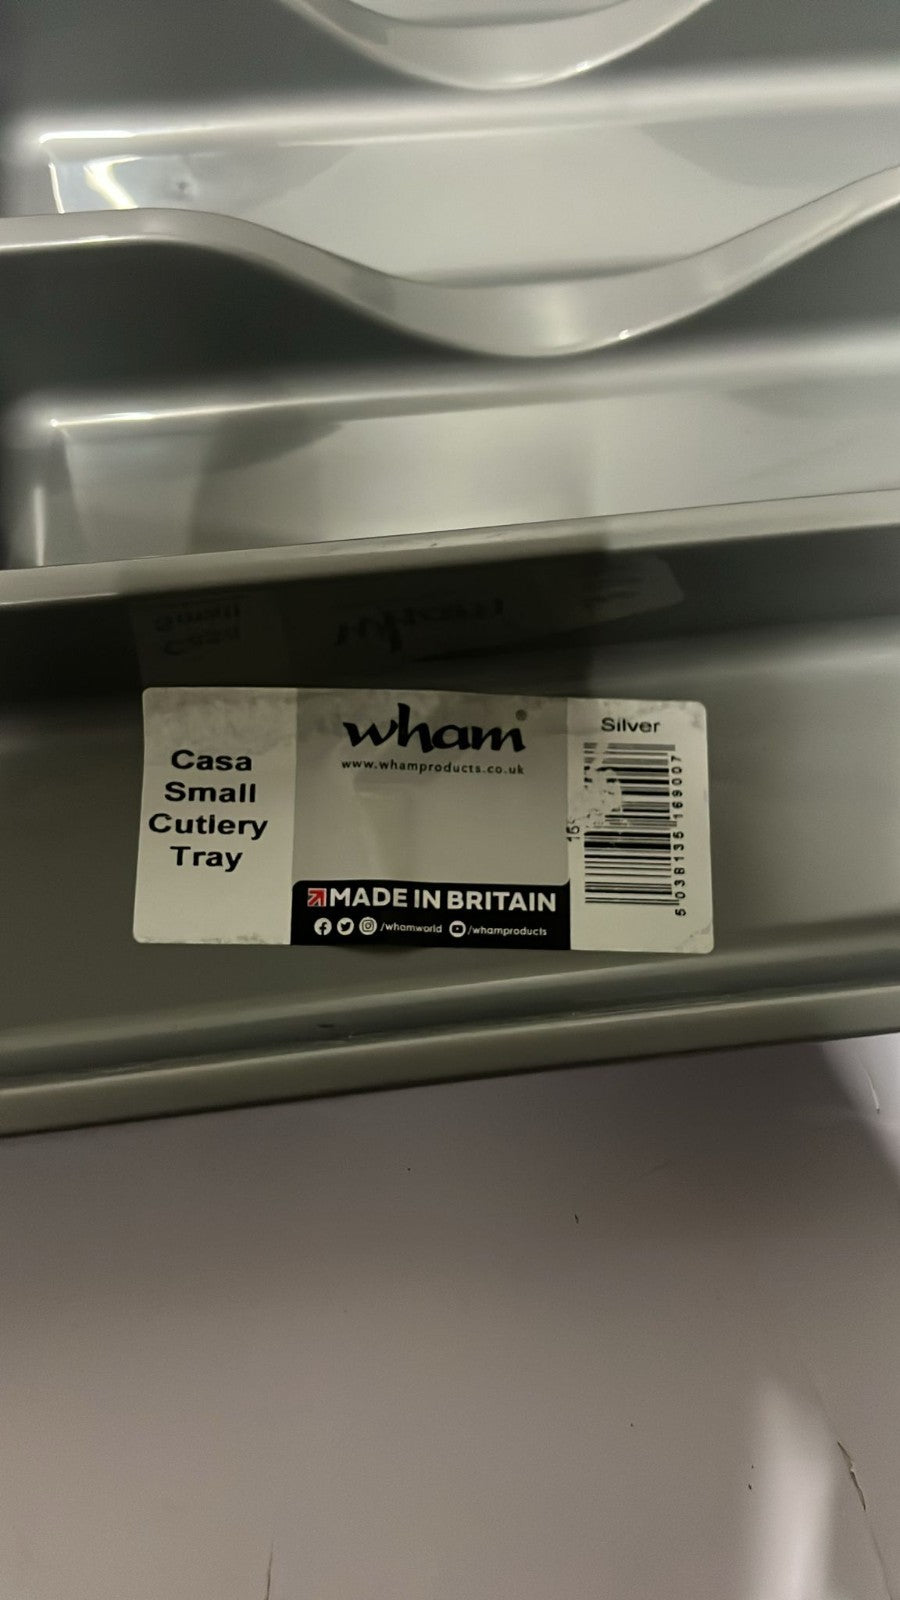 Casa
Small
Cutlery
Tray
wham®
www.whamproducts.co.uk
MADE IN BRITAIN
/whamworld /whamproducts
Silver
5 038135 169007